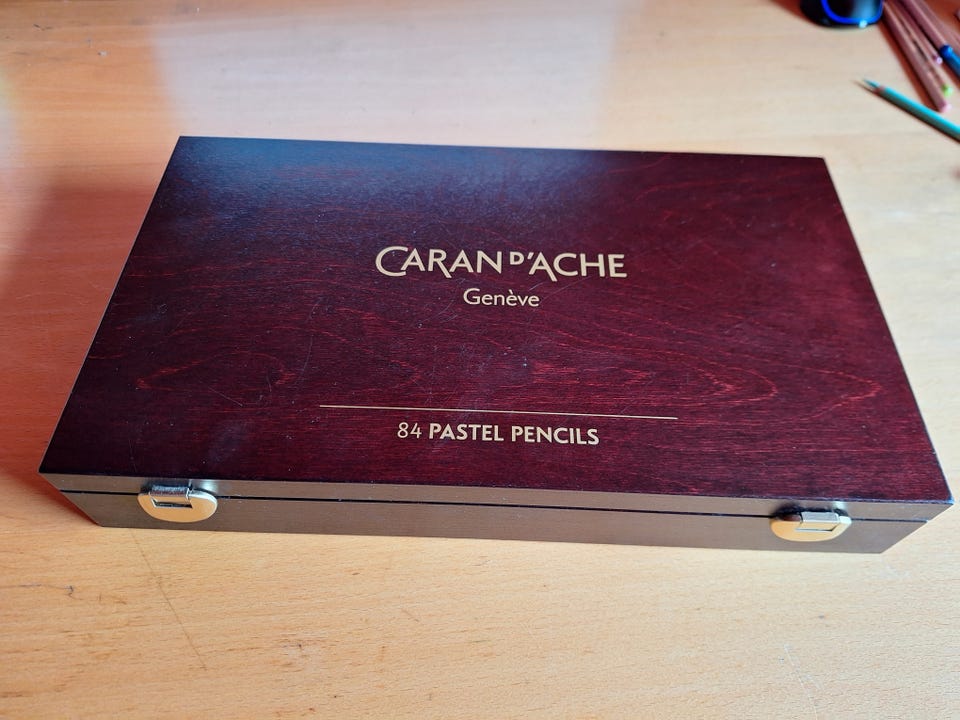 CARAN D'ACHE
Genève
84 PASTEL PENCILS